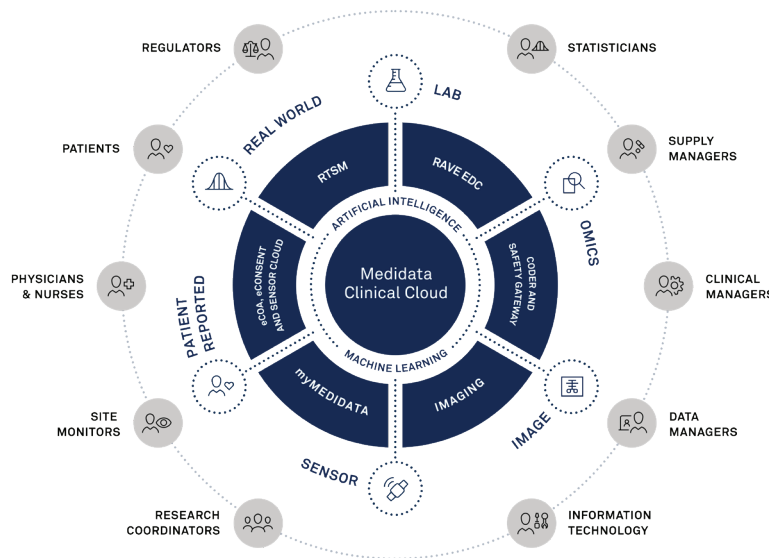 REGULATORS
STATISTICIANS
LAB
REAL WORLD
PATIENTS
SUPPLY
MANAGERS
RTSM
RAVE EDC
ARTIFICIAL INTELLIGENCE
OMICS
PHYSICIANS
& NURSES
eCOA, eCONSENT
AND SENSOR CLOUD
Medidata
Clinical Cloud
CODER AND
SAFETY GATEWAY
CLINICAL
MANAGERS
PATIENT
REPORTED
MACHINE LEARNING
myMEDIDATA
IMAGING
SITE
MONITORS
IMAGE
DATA
MANAGERS
SENSOR
RESEARCH
COORDINATORS
INFORMATION
TECHNOLOGY